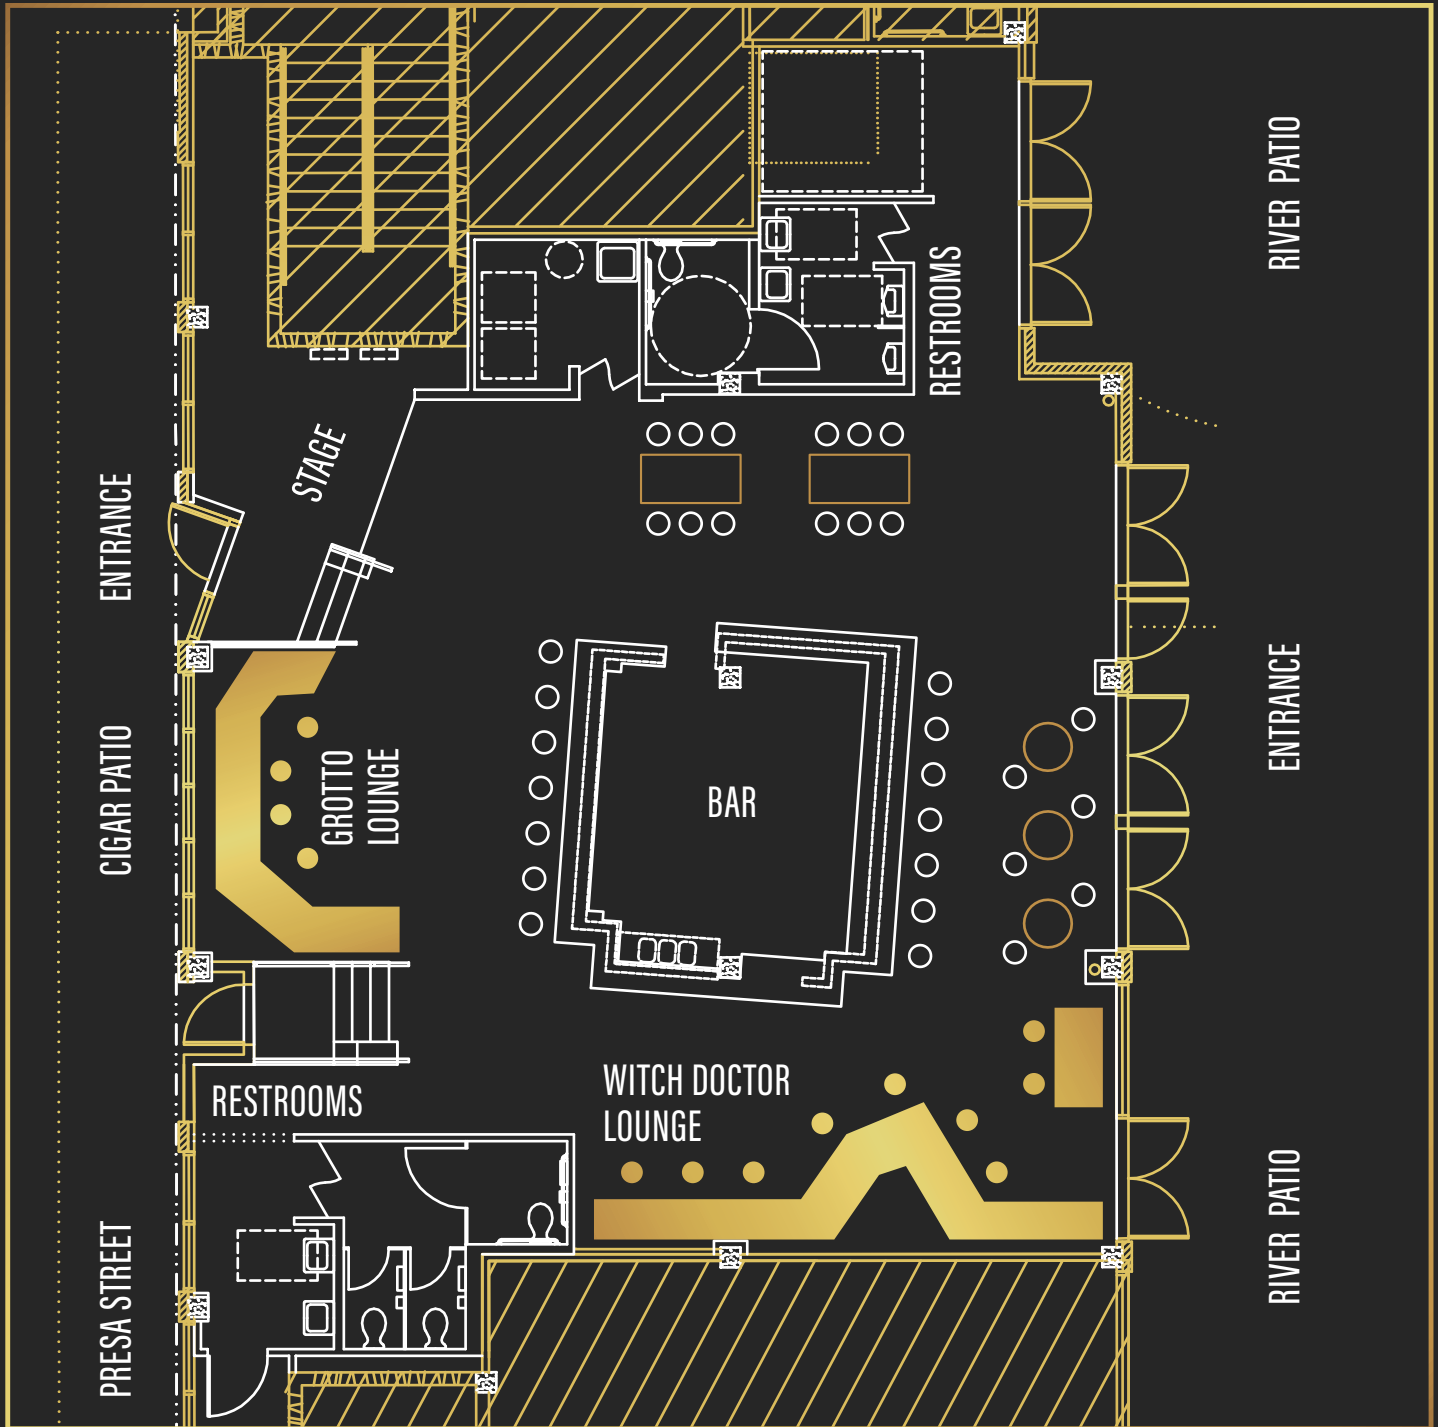 RIVER PATIO
RESTROOMS
STAGE
ENTRANCE
ENTRANCE
CIGAR PATIO
GROTTO
LOUNGE
BAR
RESTROOMS
WITCH DOCTOR
LOUNGE
PRESA STREET
RIVER PATIO